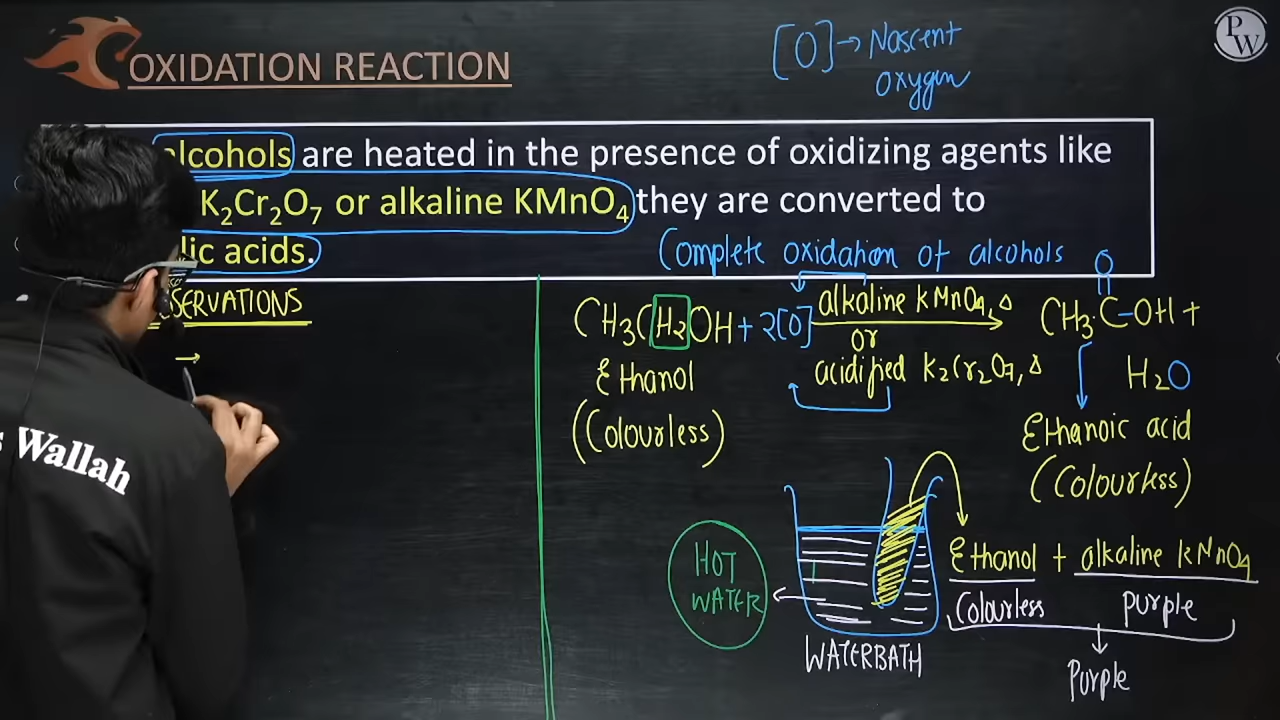 OXIDATION REACTION
[O] → Nascent
oxygen
PW
alcohols are heated in the presence of oxidizing agents like
K₂Cr₂O₇ or alkaline KMnO₄ they are converted to
lic acids.
Complete oxidation of alcohols
SERVATIONS
→
CH3CH2OH + 2[O] alkaline KMnO4, Δ
or
acidified K2Cr2O7, Δ
O
CH3-C-OH +
H2O
Ethanol
(Colourless)
Ethanoic acid
(Colourless)
Wallah
HOT
WATER
WATERBATH
Ethanol + alkaline KMnO4
Colourless purple
Purple